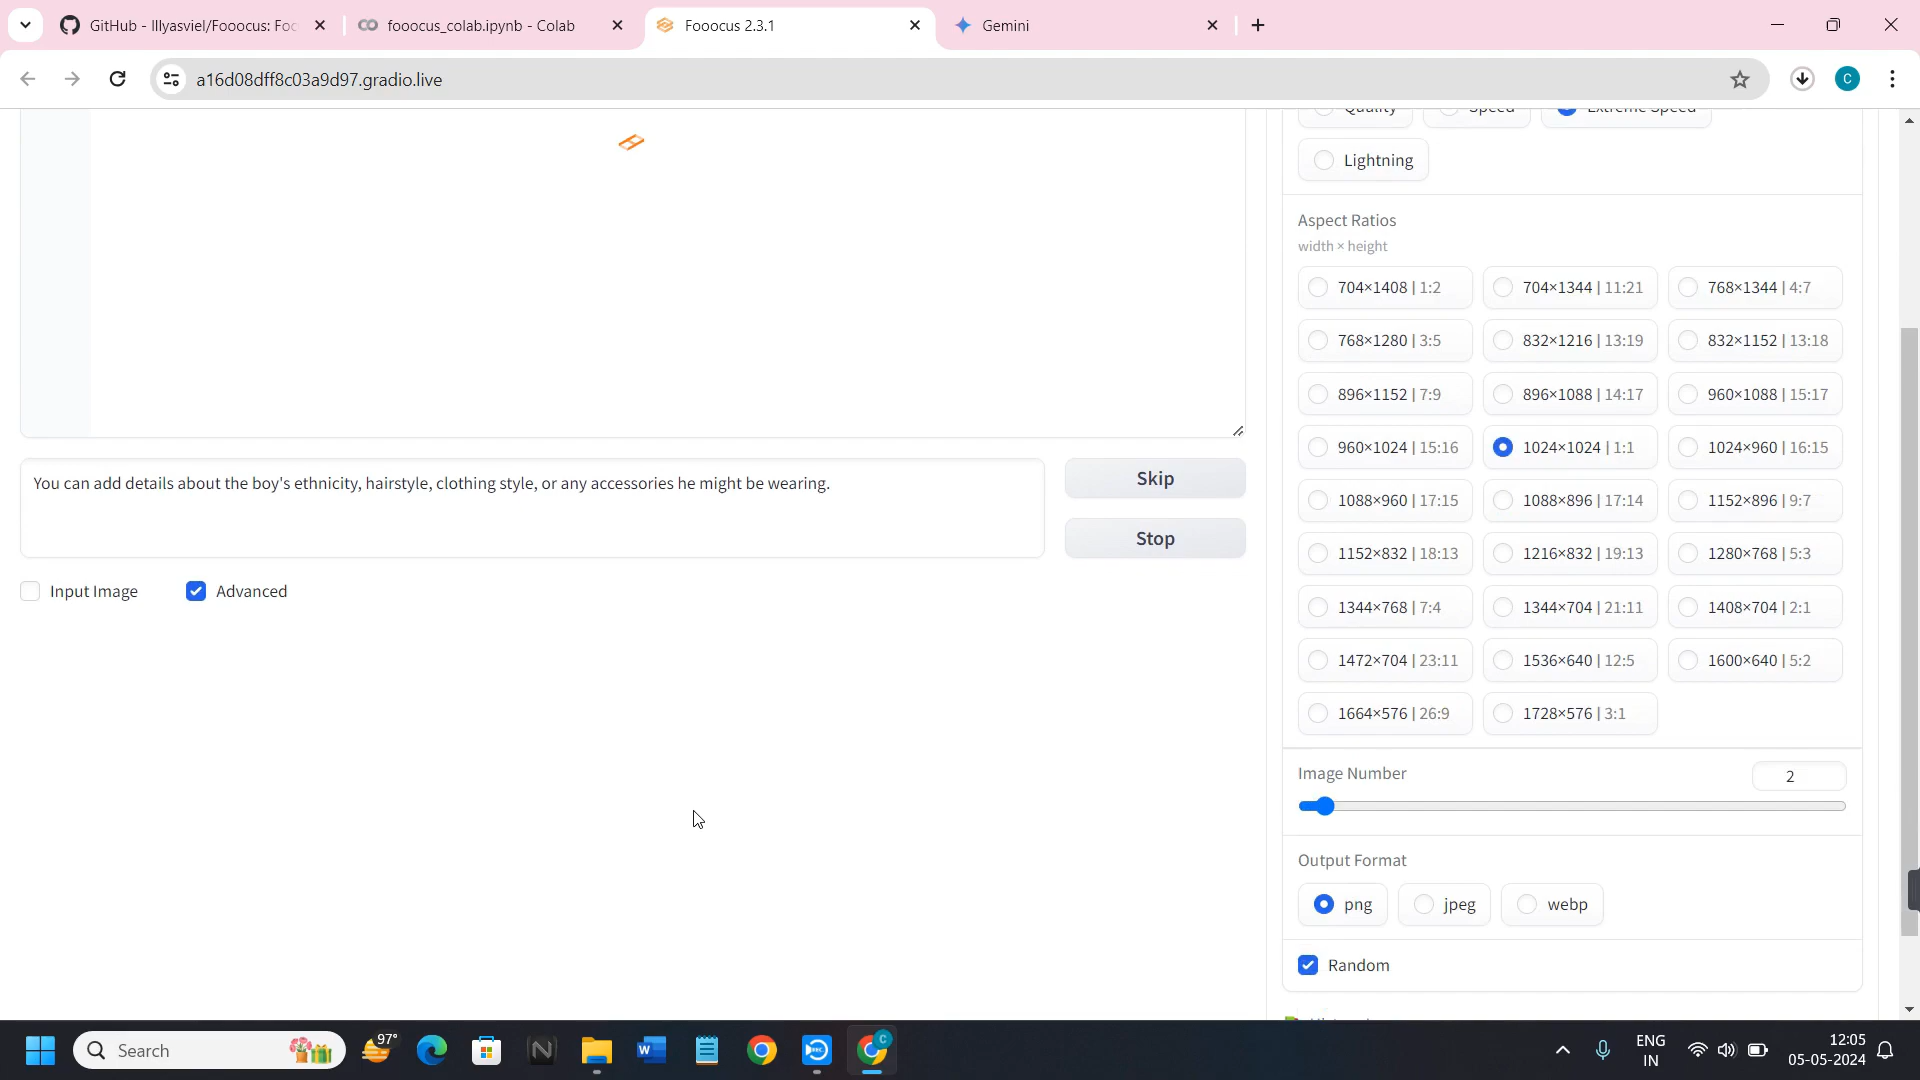 GitHub - lllyasviel/Fooocus: Foc
fooocus_colab.ipynb - Colab
Fooocus 2.3.1
Gemini
a16d08dff8c03a9d97.gradio.live
C
Quality
Speed
Extreme Speed
Lightning
Aspect Ratios
width × height
704×1408 | 1:2
704×1344 | 11:21
768×1344 | 4:7
768×1280 | 3:5
832×1216 | 13:19
832×1152 | 13:18
896×1152 | 7:9
896×1088 | 14:17
960×1088 | 15:17
960×1024 | 15:16
1024×1024 | 1:1
1024×960 | 16:15
1088×960 | 17:15
1088×896 | 17:14
1152×896 | 9:7
1152×832 | 18:13
1216×832 | 19:13
1280×768 | 5:3
1344×768 | 7:4
1344×704 | 21:11
1408×704 | 2:1
1472×704 | 23:11
1536×640 | 12:5
1600×640 | 5:2
1664×576 | 26:9
1728×576 | 3:1
You can add details about the boy's ethnicity, hairstyle, clothing style, or any accessories he might be wearing.
Skip
Stop
Input Image
Advanced
Image Number
2
Output Format
png
jpeg
webp
Random
Search
97°
ENG
IN
12:05
05-05-2024